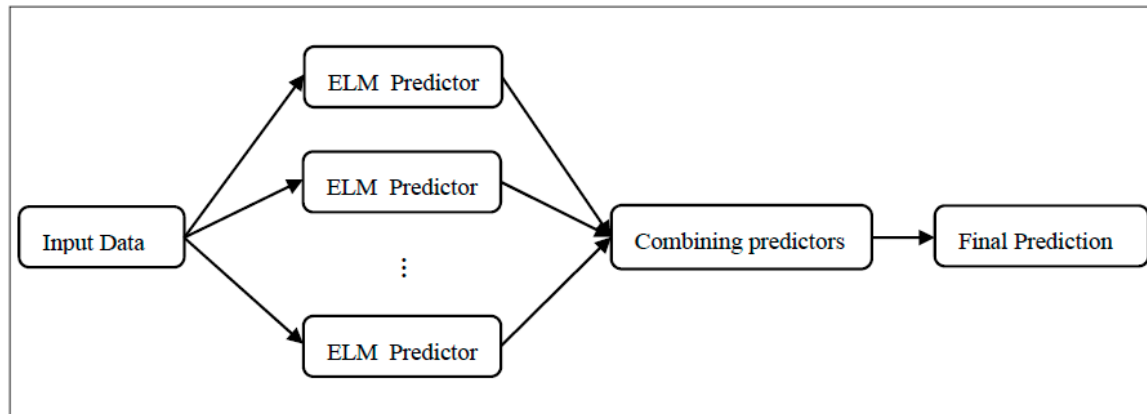 ELM Predictor
ELM Predictor
Input Data
Combining predictors
Final Prediction
⋮
ELM Predictor